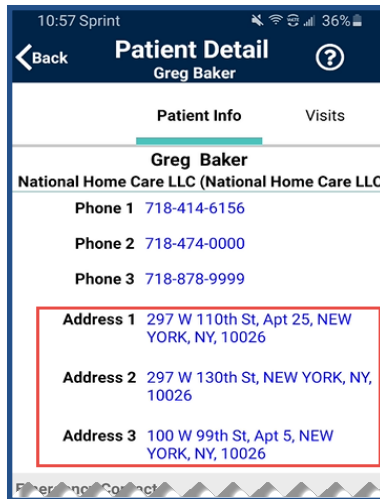 10:57 Sprint 36%
Back Patient Detail
Greg Baker
Patient Info Visits
Greg Baker
National Home Care LLC (National Home Care LLC
Phone 1 718-414-6156
Phone 2 718-474-0000
Phone 3 718-878-9999
Address 1 297 W 110th St, Apt 25, NEW
YORK, NY, 10026
Address 2 297 W 130th St, NEW YORK, NY,
10026
Address 3 100 W 99th St, Apt 5, NEW
YORK, NY, 10026
Emergency Contact